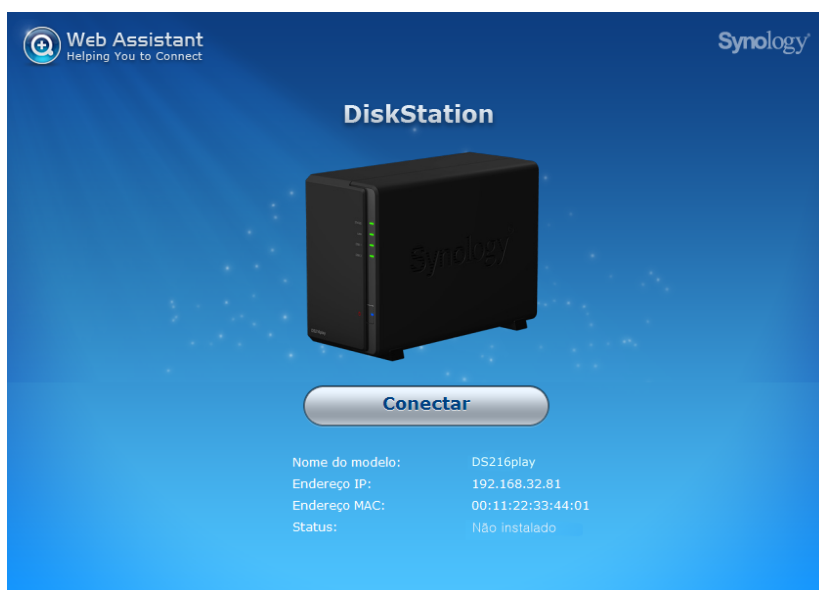 Web Assistant
Helping You to Connect
Synology
DiskStation
Synology
Conectar
Nome do modelo: DS216play
Endereço IP: 192.168.32.81
Endereço MAC: 00:11:22:33:44:01
Status: Não instalado